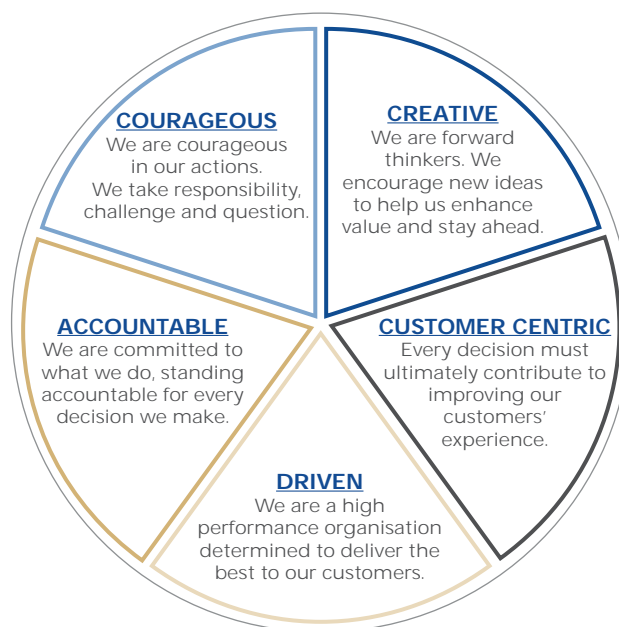 COURAGEOUS
We are courageous
in our actions.
We take responsibility,
challenge and question.
CREATIVE
We are forward
thinkers. We
encourage new ideas
to help us enhance
value and stay ahead.
ACCOUNTABLE
We are committed to
what we do, standing
accountable for every
decision we make.
CUSTOMER CENTRIC
Every decision must
ultimately contribute to
improving our
customers’
experience.
DRIVEN
We are a high
performance organisation
determined to deliver the
best to our customers.